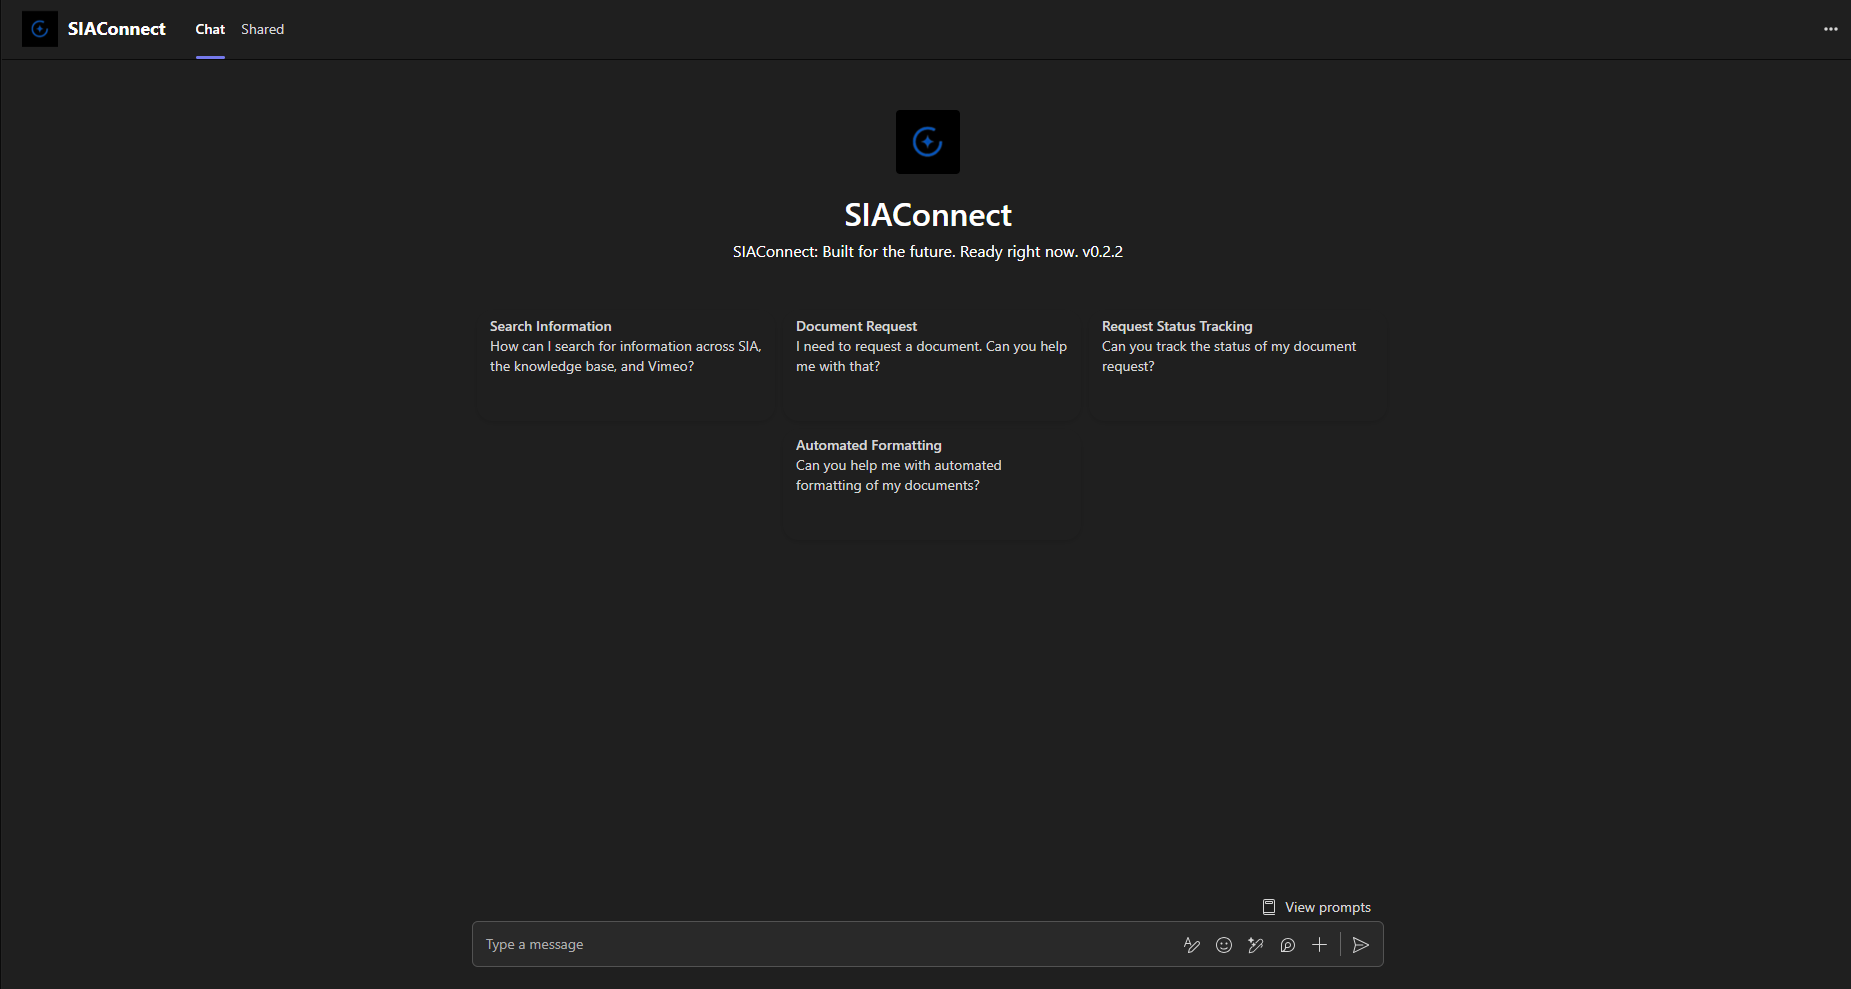 SIAConnect
Chat
Shared
SIAConnect
SIAConnect: Built for the future. Ready right now. v0.2.2
Search Information
How can I search for information across SIA,
the knowledge base, and Vimeo?
Document Request
I need to request a document. Can you help
me with that?
Request Status Tracking
Can you track the status of my document
request?
Automated Formatting
Can you help me with automated
formatting of my documents?
View prompts
Type a message